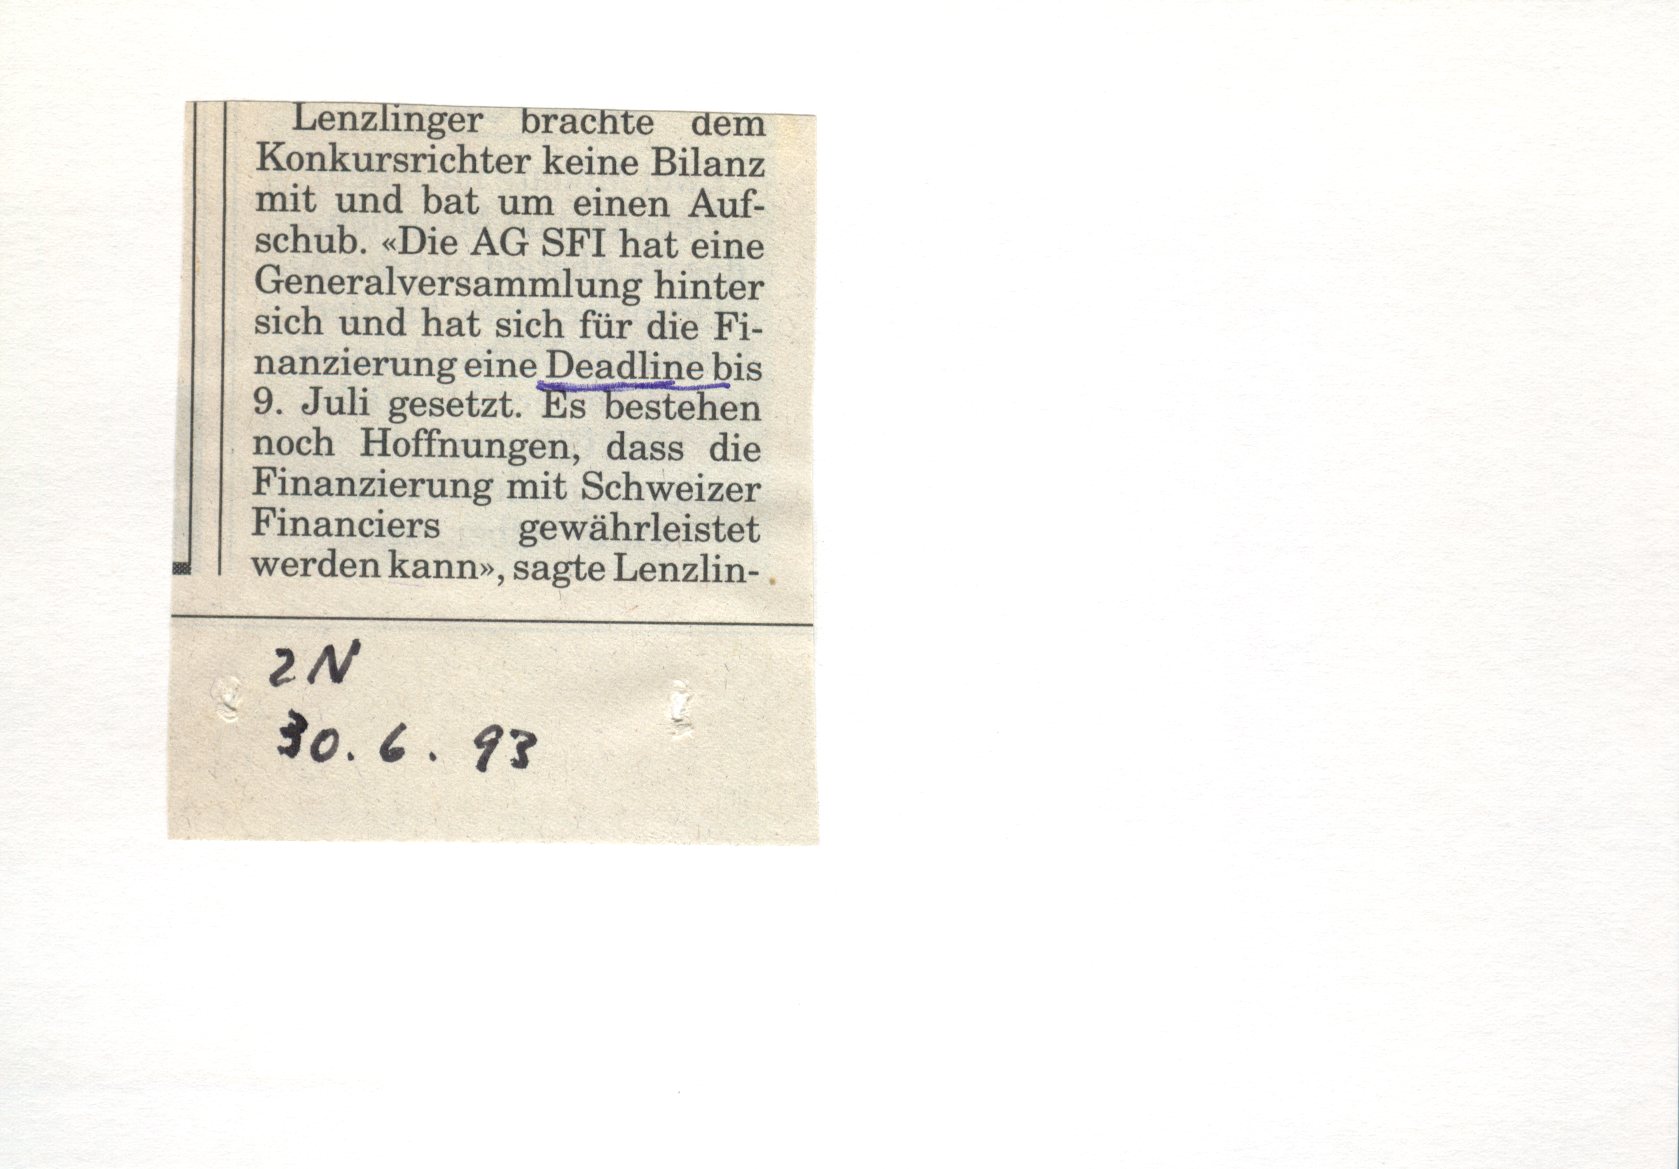 Lenzlinger brachte dem
Konkursrichter keine Bilanz
mit und bat um einen Auf-
schub. «Die AG SFI hat eine
Generalversammlung hinter
sich und hat sich für die Fi-
nanzierung eine Deadline bis
9. Juli gesetzt. Es bestehen
noch Hoffnungen, dass die
Finanzierung mit Schweizer
Financiers gewährleistet
werden kann», sagte Lenzlin-
ZN
30. 6. 93